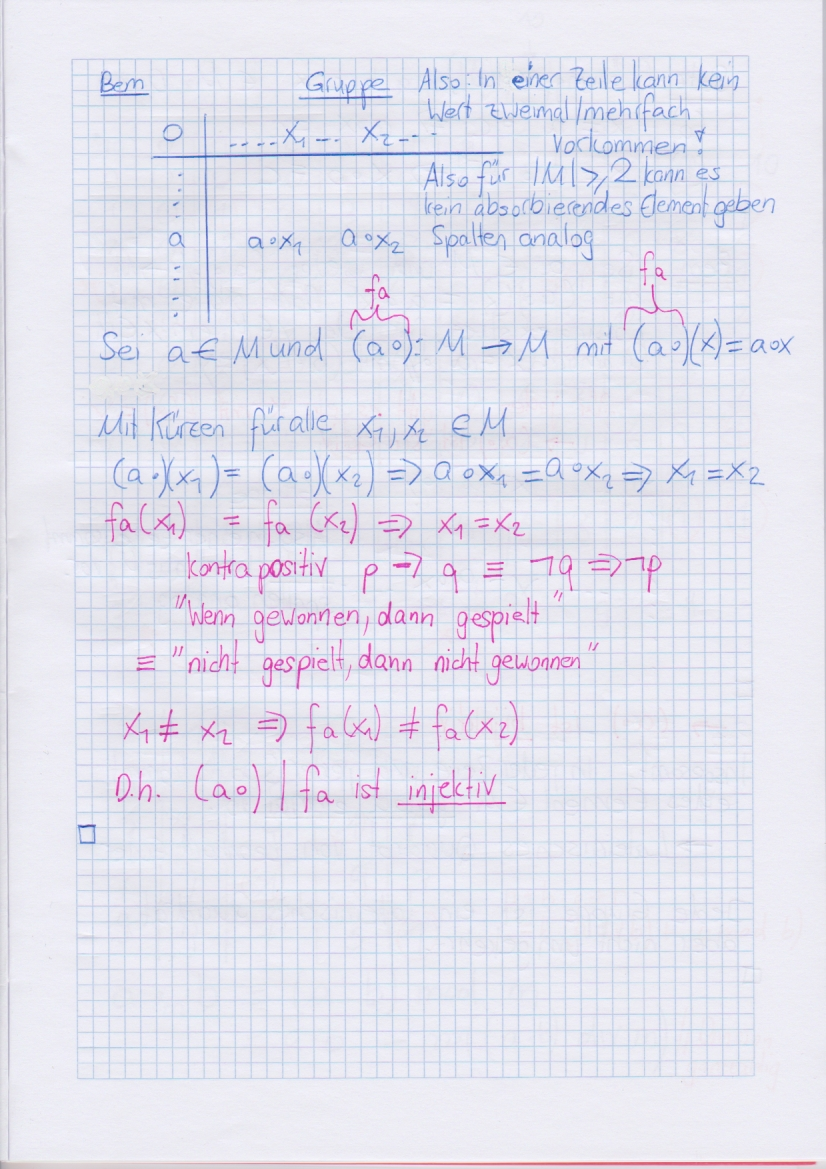 Bem Gruppe Also: In einer Zeile kann kein
Wert zweimal/mehrfach
vorkommen!
∘ ....x₁... x₂...
Also für |M| ≥ 2 kann es
kein absorbierendes Element geben
a a∘x₁ a∘x₂ Spalten analog
fa fa
Sei a ∈ M und (a∘): M → M mit (a∘)(x) = a∘x
Mit Kürzen für alle x₁, x₂ ∈ M
(a∘)(x₁) = (a∘)(x₂) => a∘x₁ = a∘x₂ => x₁ = x₂
fa(x₁) = fa(x₂) => x₁ = x₂
kontrapositiv p → q ≡ ¬q => ¬p
"Wenn gewonnen, dann gespielt"
≡ "nicht gespielt, dann nicht gewonnen"
x₁ ≠ x₂ => fa(x₁) ≠ fa(x₂)
D.h. (a∘) | fa ist injektiv
□